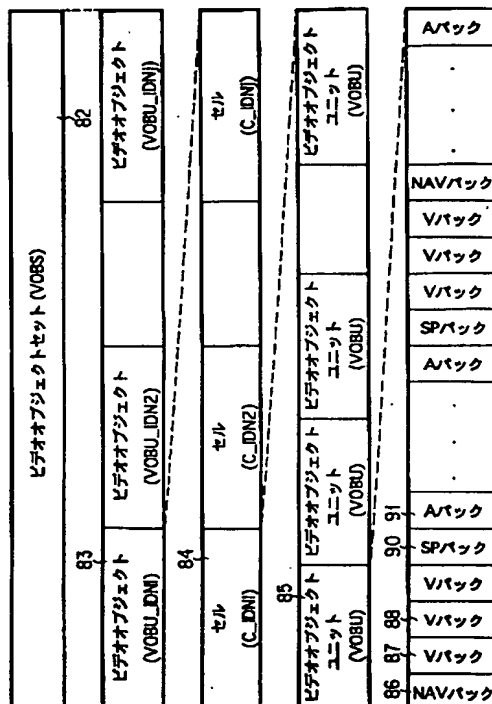 ビデオオブジェクトセット(VOBS)
82
83
ビデオオブジェクト
(VOBU_IDN1)
ビデオオブジェクト
(VOBU_IDN2)
ビデオオブジェクト
(VOBU_IDNj)
84
セル
(C_IDN1)
セル
(C_IDN2)
セル
(C_IDNj)
85
ビデオオブジェクト
ユニット
(VOBU)
ビデオオブジェクト
ユニット
(VOBU)
ビデオオブジェクト
ユニット
(VOBU)
ビデオオブジェクト
ユニット
(VOBU)
86
NAVパック
87
Vパック
88
Vパック
Vパック
90
SPパック
91
Aパック
Aパック
SPパック
Vパック
Vパック
Vパック
NAVパック
Aパック